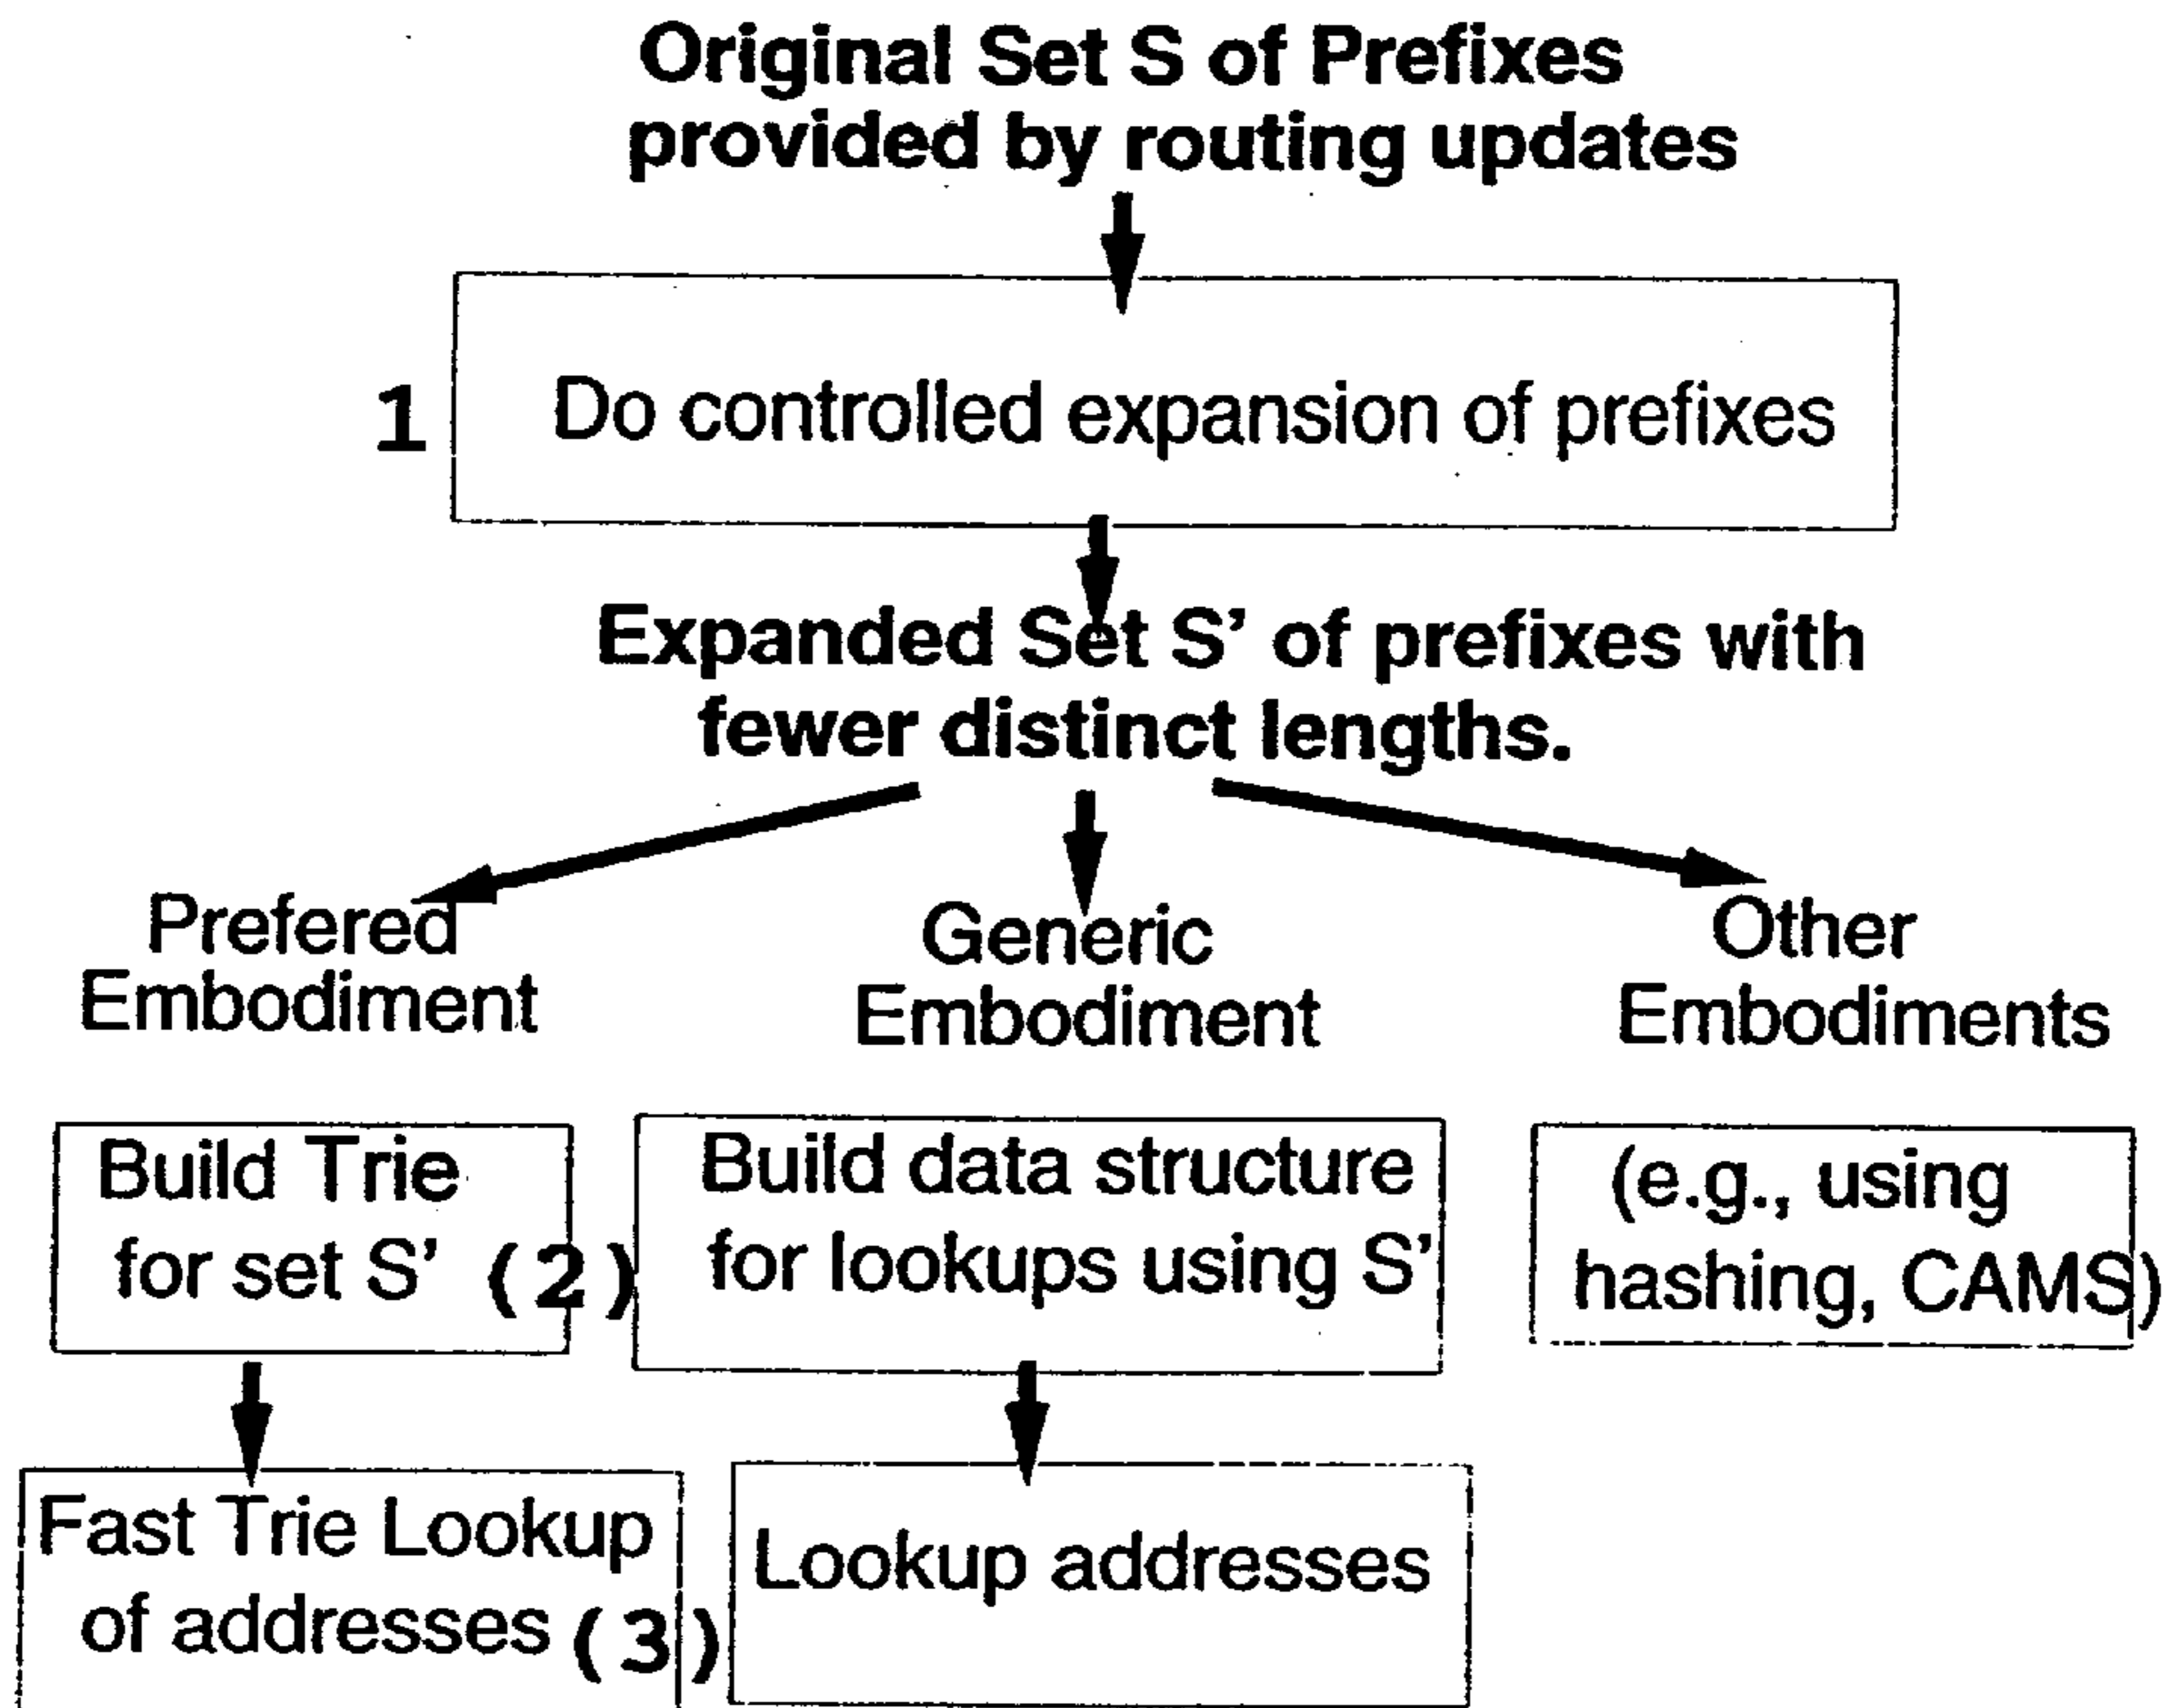 Original Set S of Prefixes
provided by routing updates
1
Do controlled expansion of prefixes
Expanded Set S’ of prefixes with
fewer distinct lengths.
Prefered
Embodiment
Generic
Embodiment
Other
Embodiments
Build Trie
for set S’ (2)
Build data structure
for lookups using S’
(e.g., using
hashing, CAMS)
Fast Trie Lookup
of addresses (3)
Lookup addresses